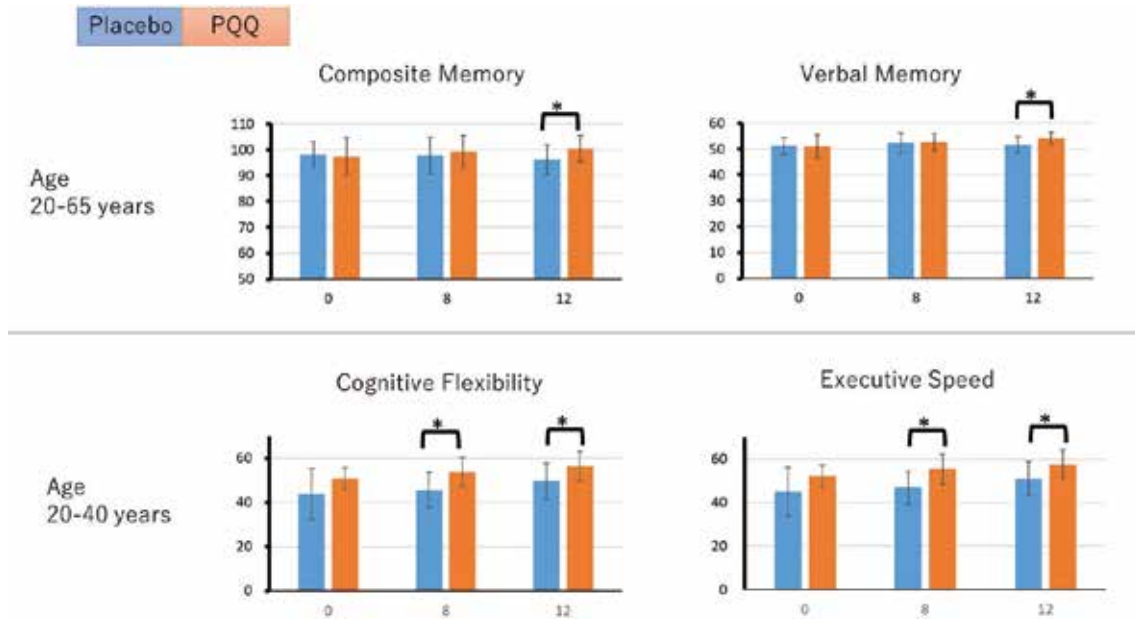 Placebo PQQ
Composite Memory
Verbal Memory
Age
20-65 years
110
100
90
80
70
60
50
0 8 12
*
60
50
40
30
20
10
0
0 8 12
*
Cognitive Flexibility
Executive Speed
Age
20-40 years
60
40
20
0
0 8 12
* *
60
40
20
0
0 8 12
* *